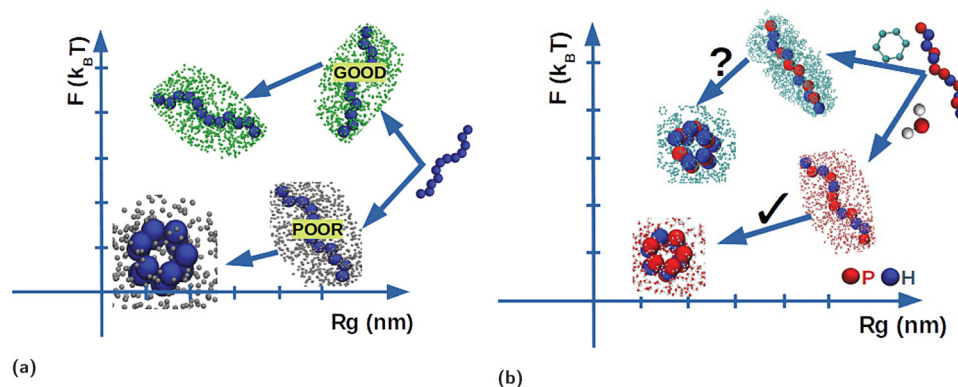 (a)
F (k_BT)
GOOD
POOR
Rg (nm)
(b)
F (k_BT)
?
✓
P H
Rg (nm)